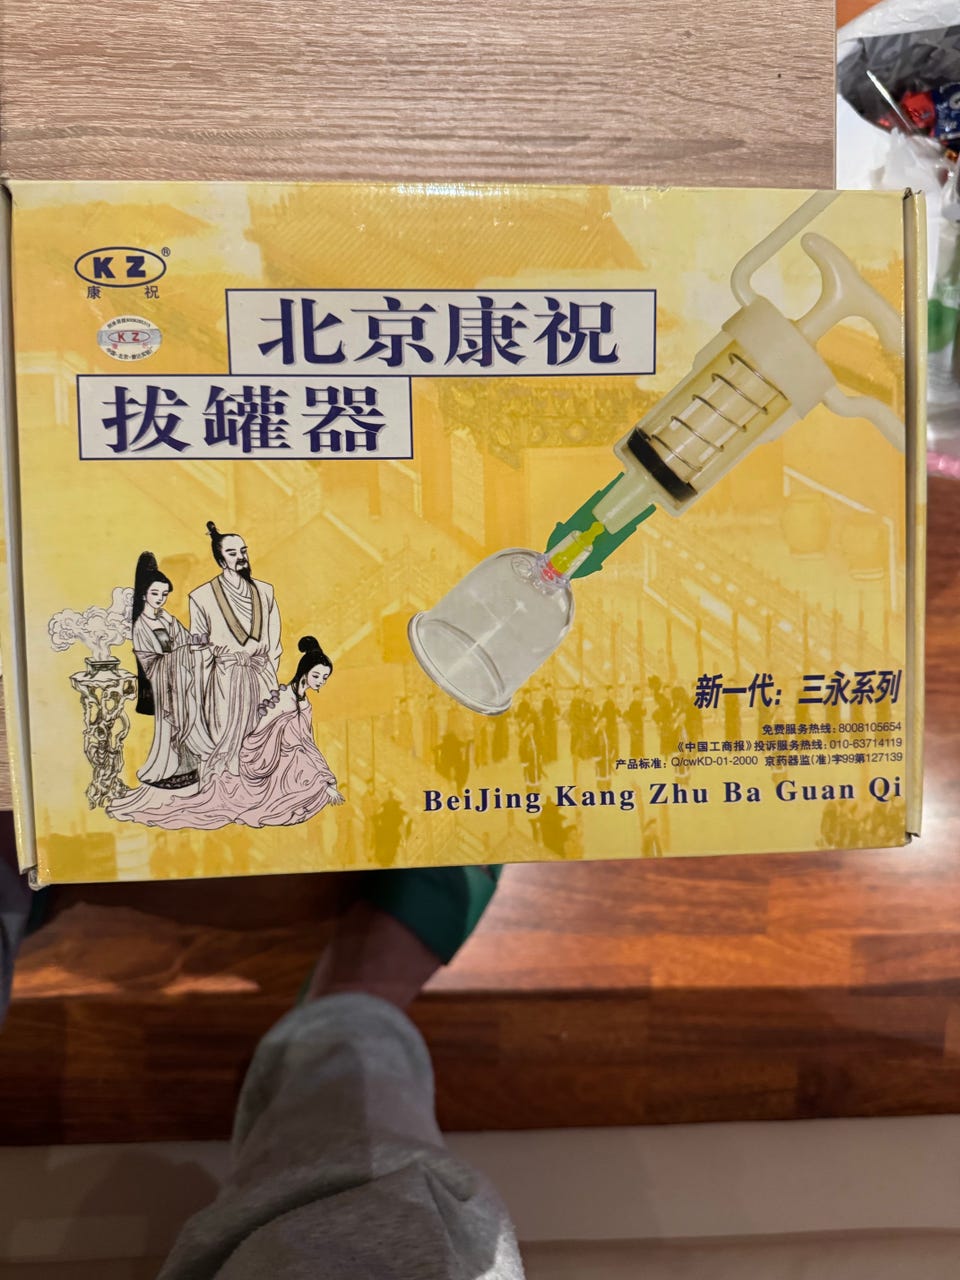 KZ®
康 祝
KZ
北京康祝
拔罐器
新一代：三永系列
免费服务热线：8008105654
《中国工商报》投诉服务热线：010-63714119
产品标准：Q/cwKD-01-2000 京药器监(准)字99第127139
BeiJing Kang Zhu Ba Guan Qi